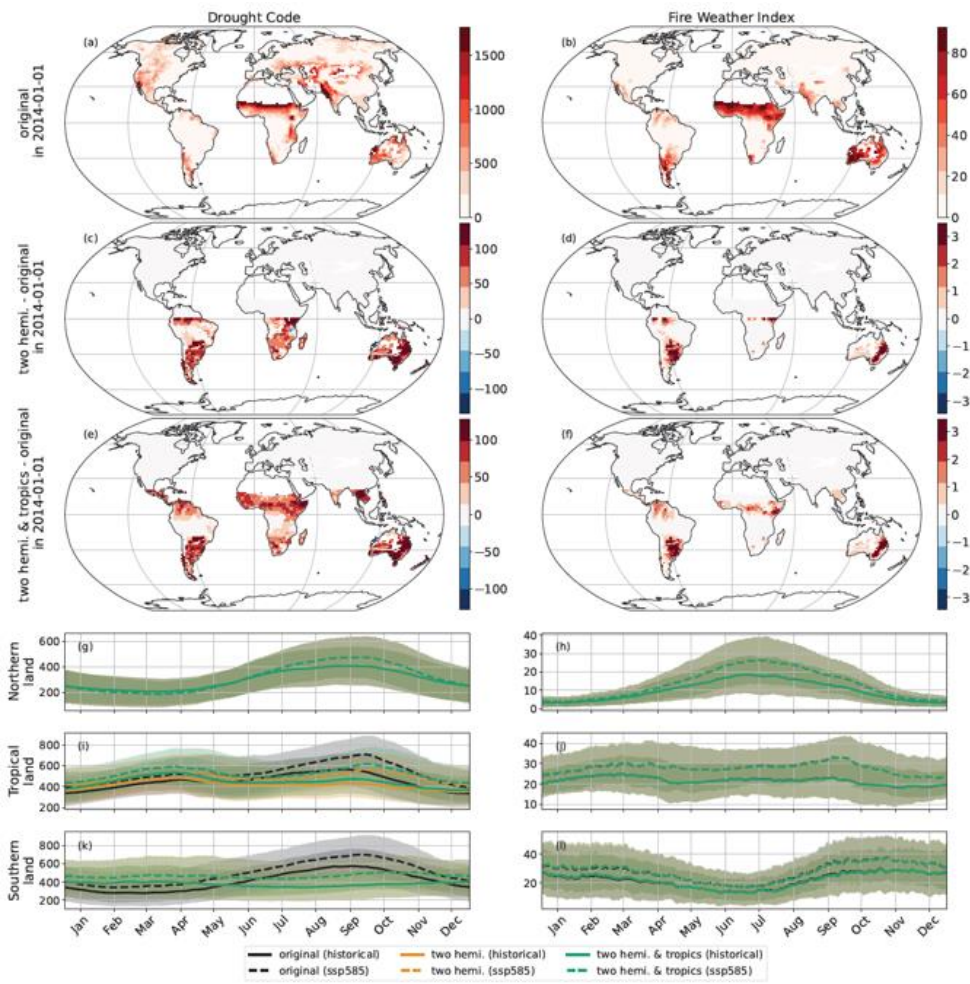 Drought Code
Fire Weather Index
original
in 2014-01-01
(a)
1500
1000
500
0
(b)
80
60
40
20
0
two hemi. - original
in 2014-01-01
(c)
100
50
0
−50
−100
(d)
3
2
1
0
−1
−2
−3
two hemi. & tropics - original
in 2014-01-01
(e)
100
50
0
−50
−100
(f)
3
2
1
0
−1
−2
−3
Northern
land
(g)
600
400
200
(h)
40
30
20
10
0
Tropical
land
(i)
800
600
400
200
(j)
40
30
20
10
Southern
land
(k)
800
600
400
200
(l)
40
20
Jan Feb Mar Apr May Jun Jul Aug Sep Oct Nov Dec
Jan Feb Mar Apr May Jun Jul Aug Sep Oct Nov Dec
original (historical) two hemi. (historical) two hemi. & tropics (historical)
original (ssp585) two hemi. (ssp585) two hemi. & tropics (ssp585)